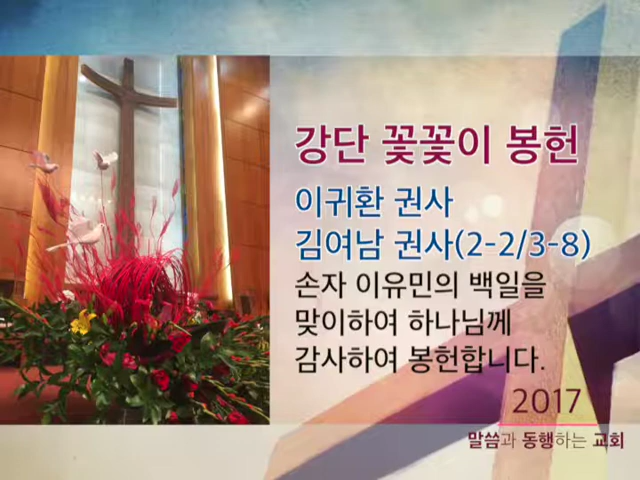 강단 꽃꽂이 봉헌
이귀환 권사
김여남 권사(2-2/3-8)
손자 이유민의 백일을
맞이하여 하나님께
감사하여 봉헌합니다.
2017
말씀과 동행하는 교회